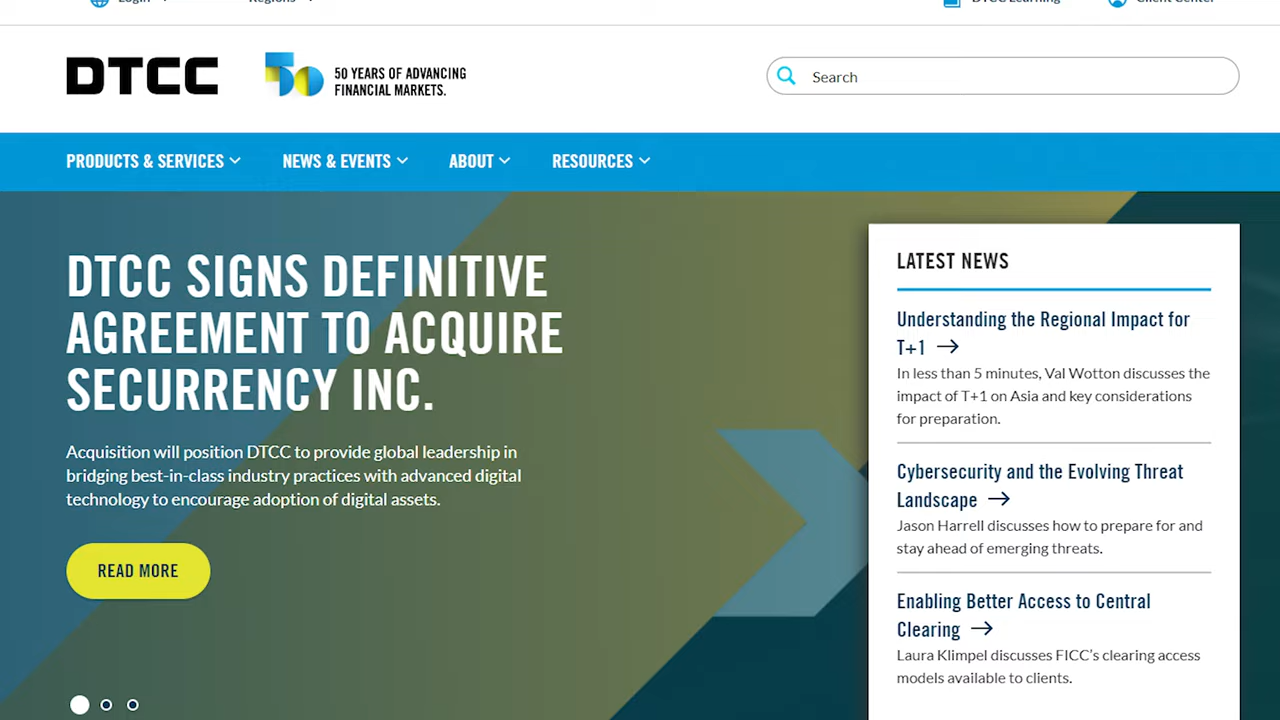 Login
Regions
DTCC Learning
Client Center
DTCC
50
50 YEARS OF ADVANCING
FINANCIAL MARKETS.
Search
PRODUCTS & SERVICES
NEWS & EVENTS
ABOUT
RESOURCES
DTCC SIGNS DEFINITIVE
AGREEMENT TO ACQUIRE
SECURRENCY INC.
Acquisition will position DTCC to provide global leadership in
bridging best-in-class industry practices with advanced digital
technology to encourage adoption of digital assets.
READ MORE
LATEST NEWS
Understanding the Regional Impact for
T+1 →
In less than 5 minutes, Val Wotton discusses the
impact of T+1 on Asia and key considerations
for preparation.
Cybersecurity and the Evolving Threat
Landscape →
Jason Harrell discusses how to prepare for and
stay ahead of emerging threats.
Enabling Better Access to Central
Clearing →
Laura Klimpel discusses FICC's clearing access
models available to clients.